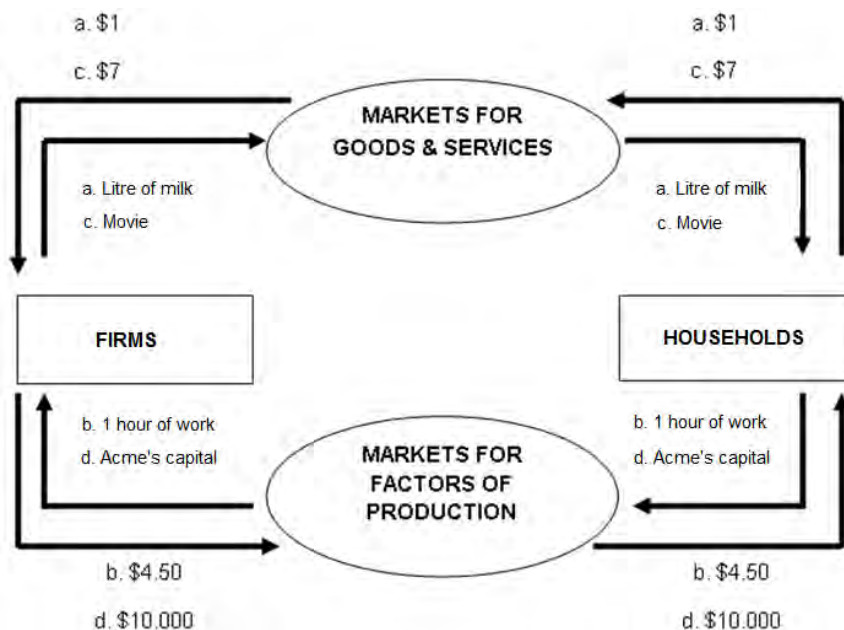 a. $1
a. $1
c. $7
c. $7
MARKETS FOR
GOODS & SERVICES
a. Litre of milk
c. Movie
a. Litre of milk
c. Movie
FIRMS
HOUSEHOLDS
b. 1 hour of work
d. Acme's capital
MARKETS FOR
FACTORS OF
PRODUCTION
b. 1 hour of work
d. Acme's capital
b. $4.50
d. $10.000
b. $4.50
d. $10.000